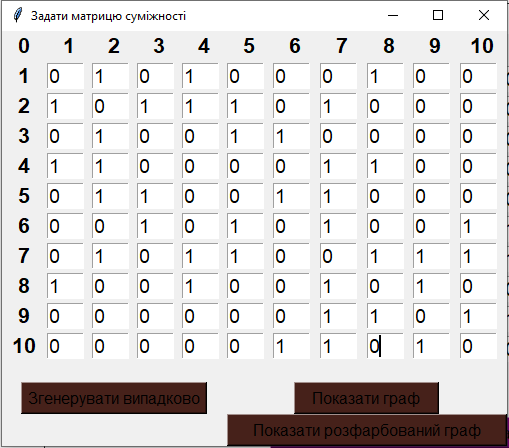 Задати матрицю суміжності
0 1 2 3 4 5 6 7 8 9 10
1 0 1 0 1 0 0 0 1 0 0
2 1 0 1 1 1 0 1 0 0 0
3 0 1 0 0 1 1 0 0 0 0
4 1 1 0 0 0 0 1 1 0 0
5 0 1 1 0 0 1 1 0 0 0
6 0 0 1 0 1 0 1 0 0 1
7 0 1 0 1 1 0 0 1 1 1
8 1 0 0 1 0 0 1 0 1 0
9 0 0 0 0 0 0 1 1 0 1
10 0 0 0 0 0 1 1 0 1 0
Згенерувати випадково Показати граф
Показати розфарбований граф